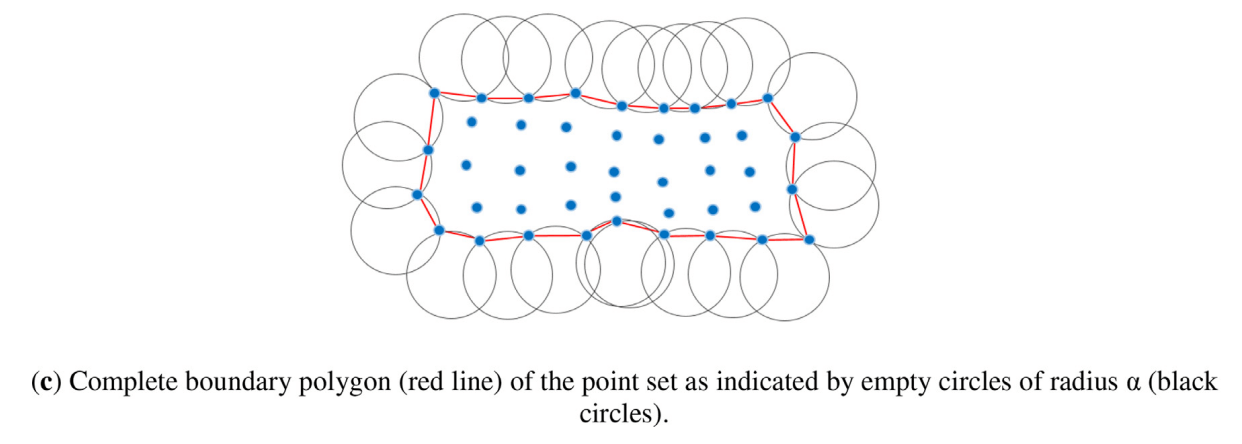 (c) Complete boundary polygon (red line) of the point set as indicated by empty circles of radius α (black
circles).